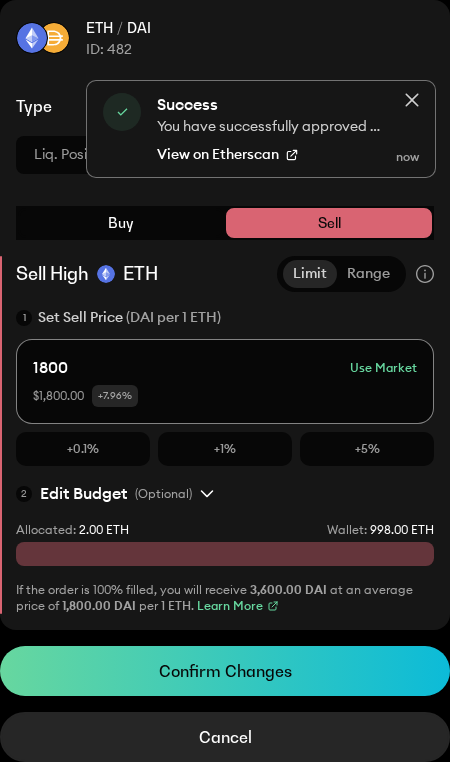 ETH / DAI
ID: 482
Type
Success
You have successfully approved ...
Liq. Posi
View on Etherscan
now
Buy
Sell
Sell High ETH
Limit
Range
1 Set Sell Price (DAI per 1 ETH)
1800
Use Market
$1,800.00 +7.96%
+0.1%
+1%
+5%
2 Edit Budget (Optional)
Allocated: 2.00 ETH
Wallet: 998.00 ETH
If the order is 100% filled, you will receive 3,600.00 DAI at an average
price of 1,800.00 DAI per 1 ETH. Learn More
Confirm Changes
Cancel